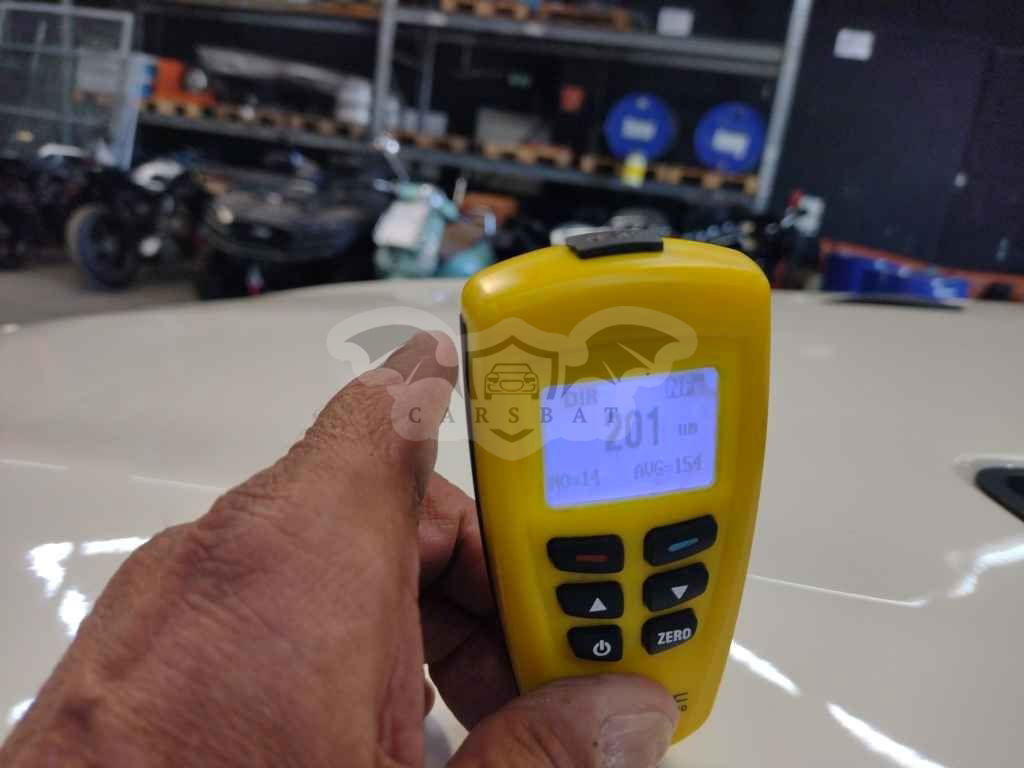 DIR
201 um
NO=14 AVG=154
CARSBAT
ZERO